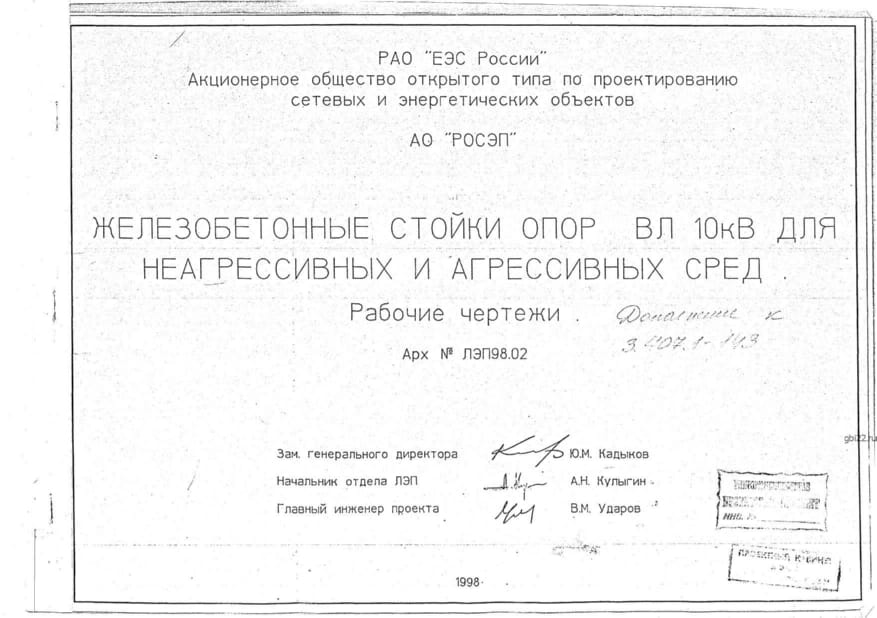 РАО "ЕЭС России"
Акционерное общество открытого типа по проектированию
сетевых и энергетических объектов
АО "РОСЭП"
ЖЕЛЕЗОБЕТОННЫЕ СТОЙКИ ОПОР ВЛ 10кВ ДЛЯ
НЕАГРЕССИВНЫХ И АГРЕССИВНЫХ СРЕД .
Рабочие чертежи .
к
3.407.1-143
Арх № ЛЭП98.02
gbi22.ru
Зам. генерального директора Ю.М. Кадыков
Начальник отдела ЛЭП А.Н. Кулыгин
Главный инженер проекта В.М. Ударов
1998